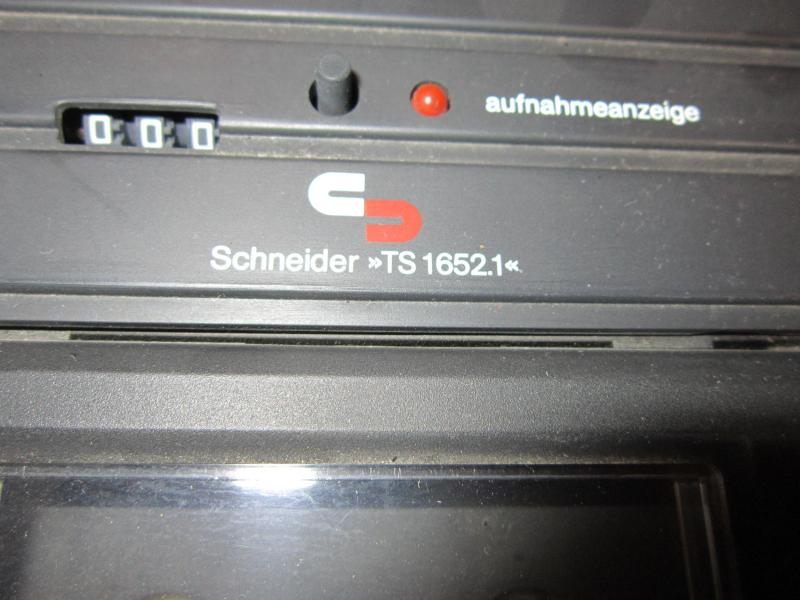 000
aufnahmeanzeige
Schneider »TS 1652.1«